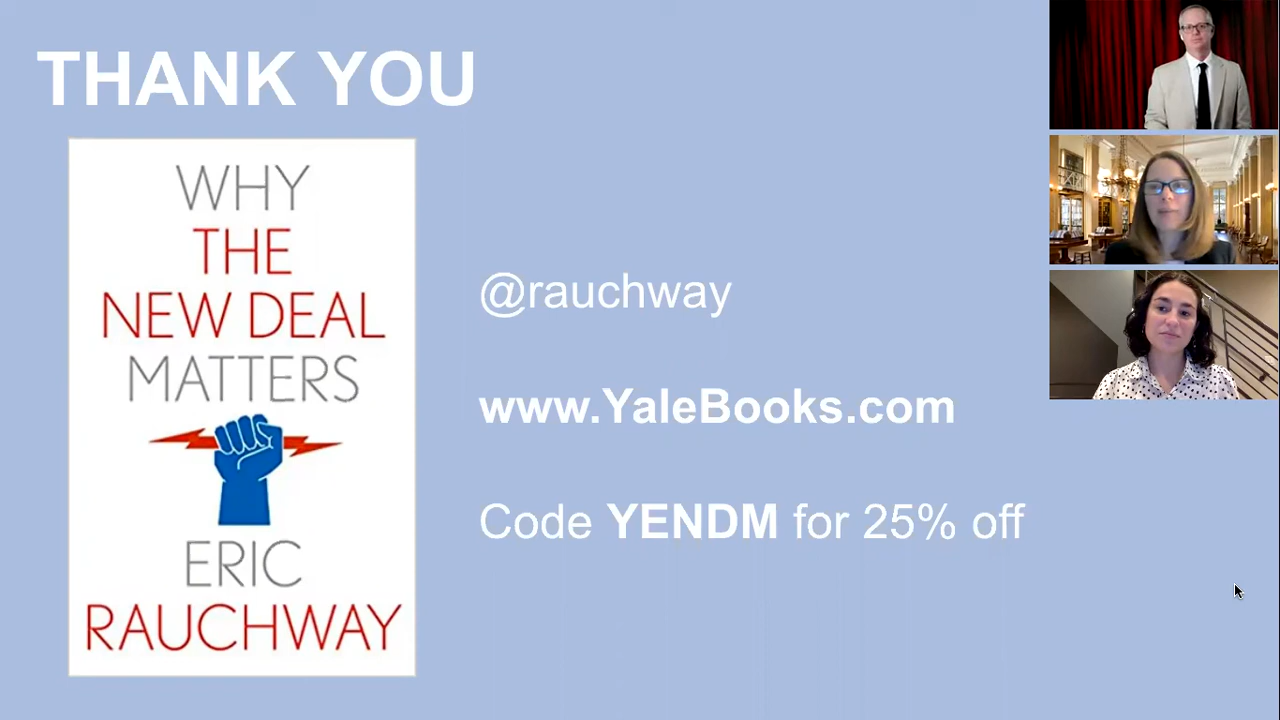 THANK YOU
WHY
THE
NEW DEAL
MATTERS
ERIC
RAUCHWAY
@rauchway
www.YaleBooks.com
Code YENDM for 25% off